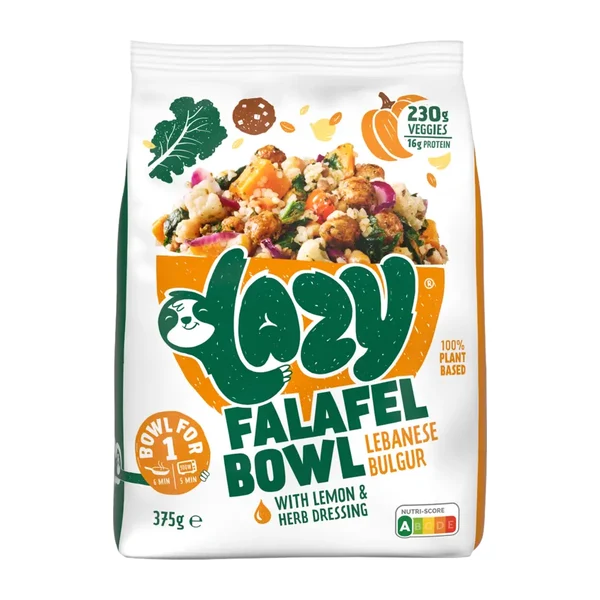 230g
VEGGIES
16g PROTEIN
Lazy®
100%
PLANT
BASED
FALAFEL
BOWL
LEBANESE
BULGUR
BOWL FOR
1
6 MIN
5 MIN
WITH LEMON &
HERB DRESSING
375g ℮
NUTRI-SCORE
A B C D E